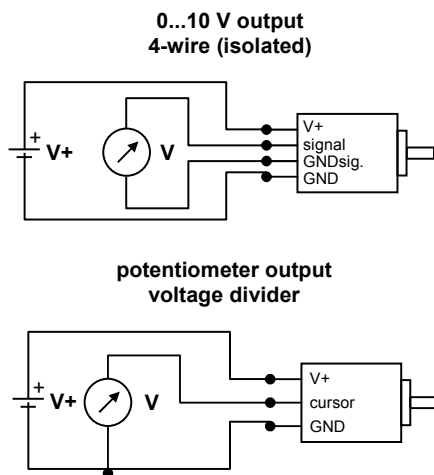 0...10 V output
4-wire (isolated)
+
V+
V
V+
signal
GNDsig.
GND
potentiometer output
voltage divider
+
V+
V
V+
cursor
GND